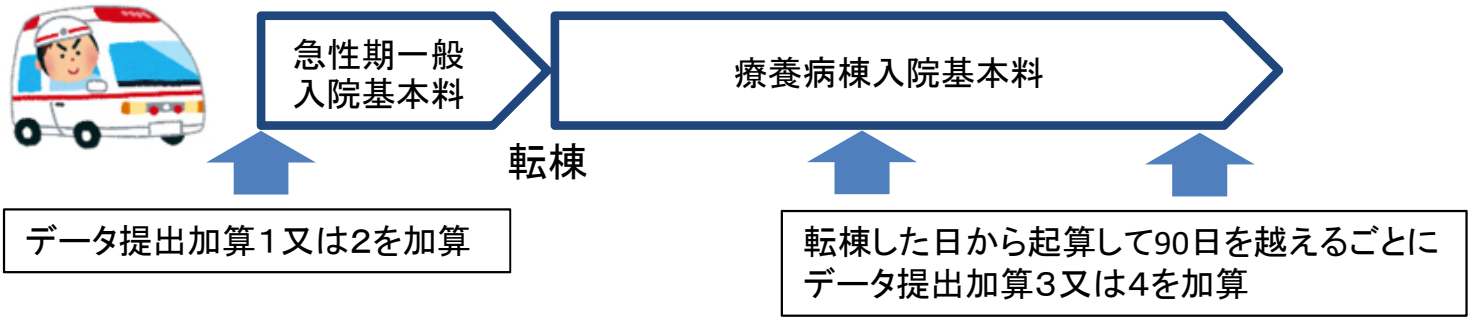 急性期一般
入院基本料
療養病棟入院基本料
転棟
データ提出加算１又は２を加算
転棟した日から起算して90日を越えるごとに
データ提出加算３又は４を加算